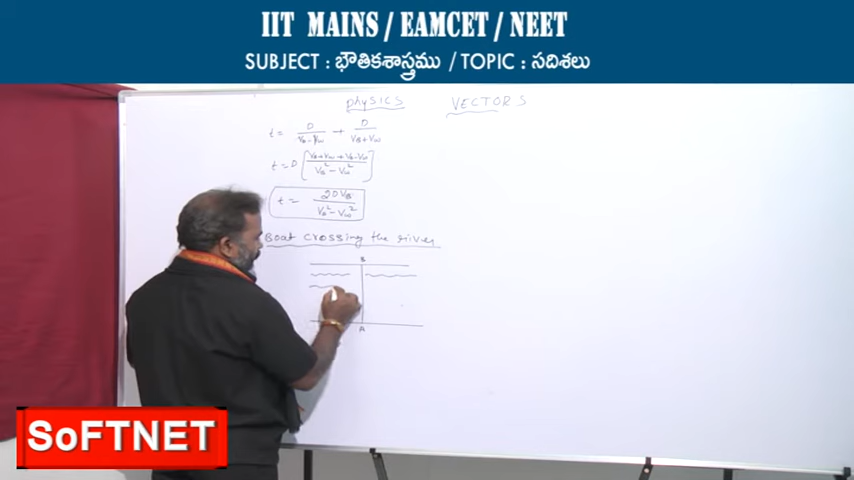 IIT MAINS / EAMCET / NEET
SUBJECT : భౌతికశాస్త్రము / TOPIC : సదిశలు
physics VECTORS
t = D / VB - VW + D / VB + VW
t = D [ VB + VW + VB - VW / VB² - VW² ]
t = 2DVB / VB² - VW²
Boat crossing the river
B
A
SOFTNET